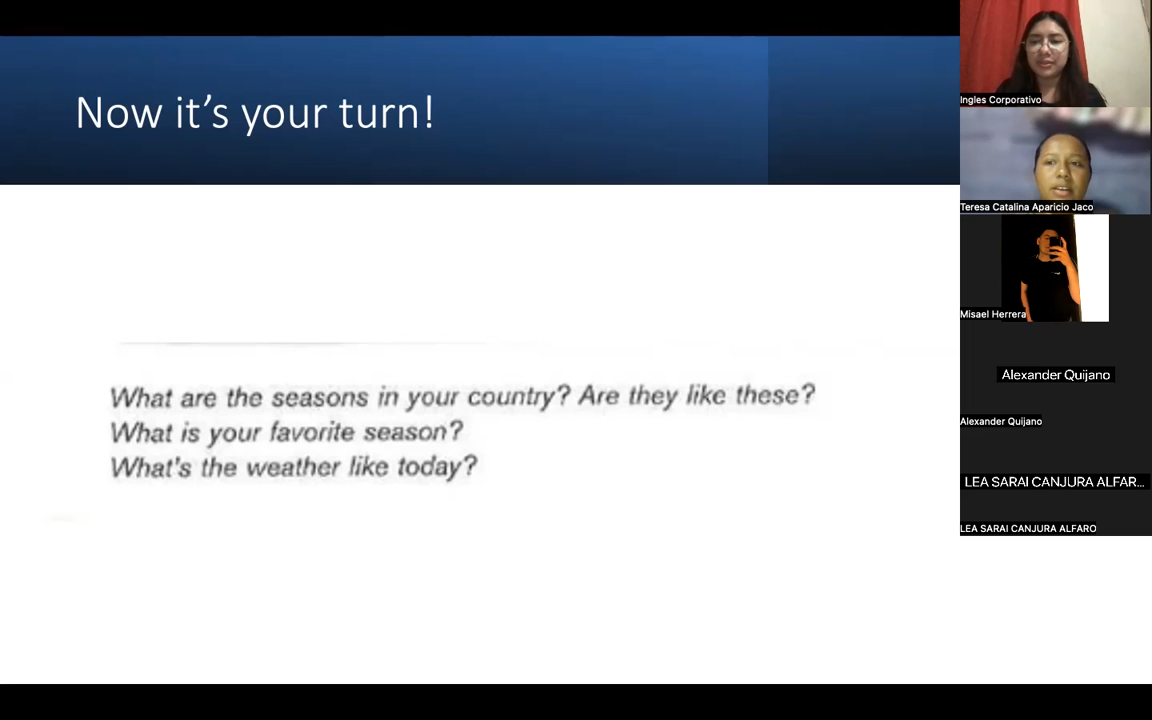 Now it's your turn!
What are the seasons in your country? Are they like these?
What is your favorite season?
What's the weather like today?
Ingles Corporativo
Teresa Catalina Aparicio Jaco
Misael Herrera
Alexander Quijano
Alexander Quijano
LEA SARAI CANJURA ALFAR...
LEA SARAI CANJURA ALFARO